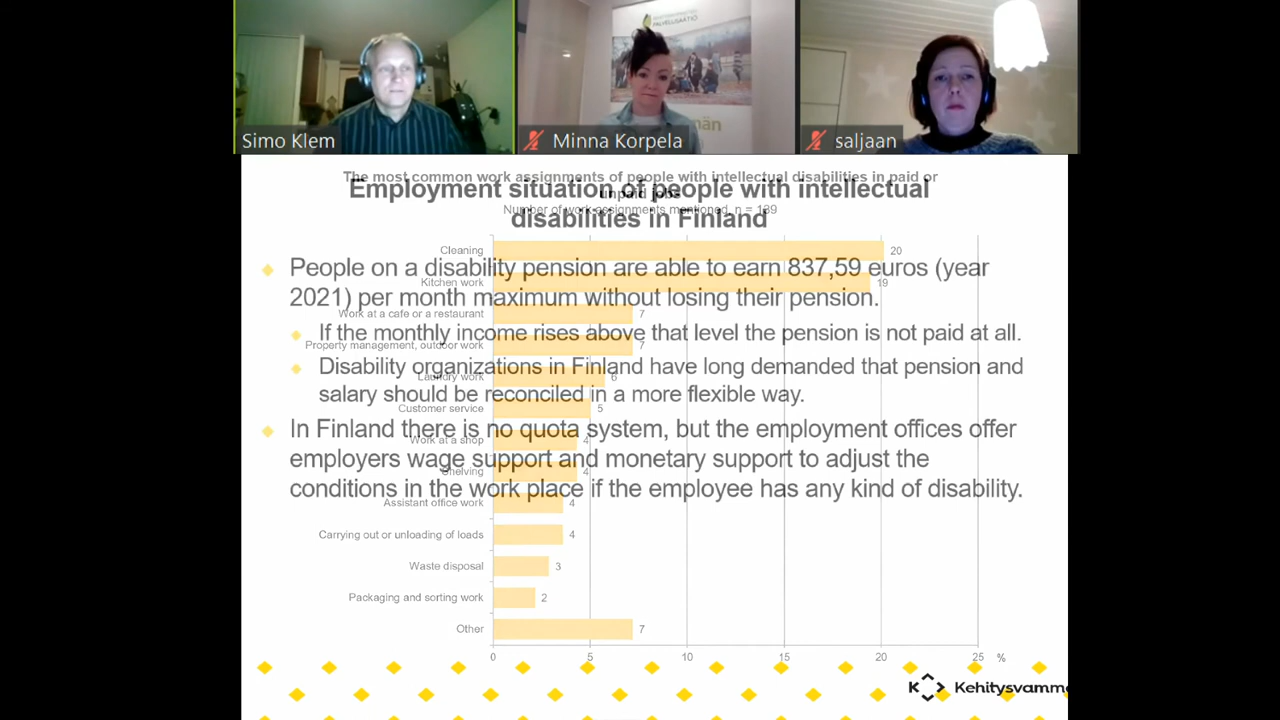 PALVELUSÄÄTIÖ
män
Simo Klem
Minna Korpela
saljaan
The most common work assignments of people with intellectual disabilities in paid or
unpaid jobs
Number of work assignments mentioned, n = 139
Employment situation of people with intellectual
disabilities in Finland
People on a disability pension are able to earn 837,59 euros (year
2021) per month maximum without losing their pension.
If the monthly income rises above that level the pension is not paid at all.
Disability organizations in Finland have long demanded that pension and
salary should be reconciled in a more flexible way.
In Finland there is no quota system, but the employment offices offer
employers wage support and monetary support to adjust the
conditions in the work place if the employee has any kind of disability.
Cleaning 20
Kitchen work 19
Work at a cafe or a restaurant 7
Property management, outdoor work 7
Laundry work 6
Customer service 5
Work at a shop 4
Shelving 4
Assistant office work 4
Carrying out or unloading of loads 4
Waste disposal 3
Packaging and sorting work 2
Other 7
0 5 10 15 20 25 %
Kehitysvamm